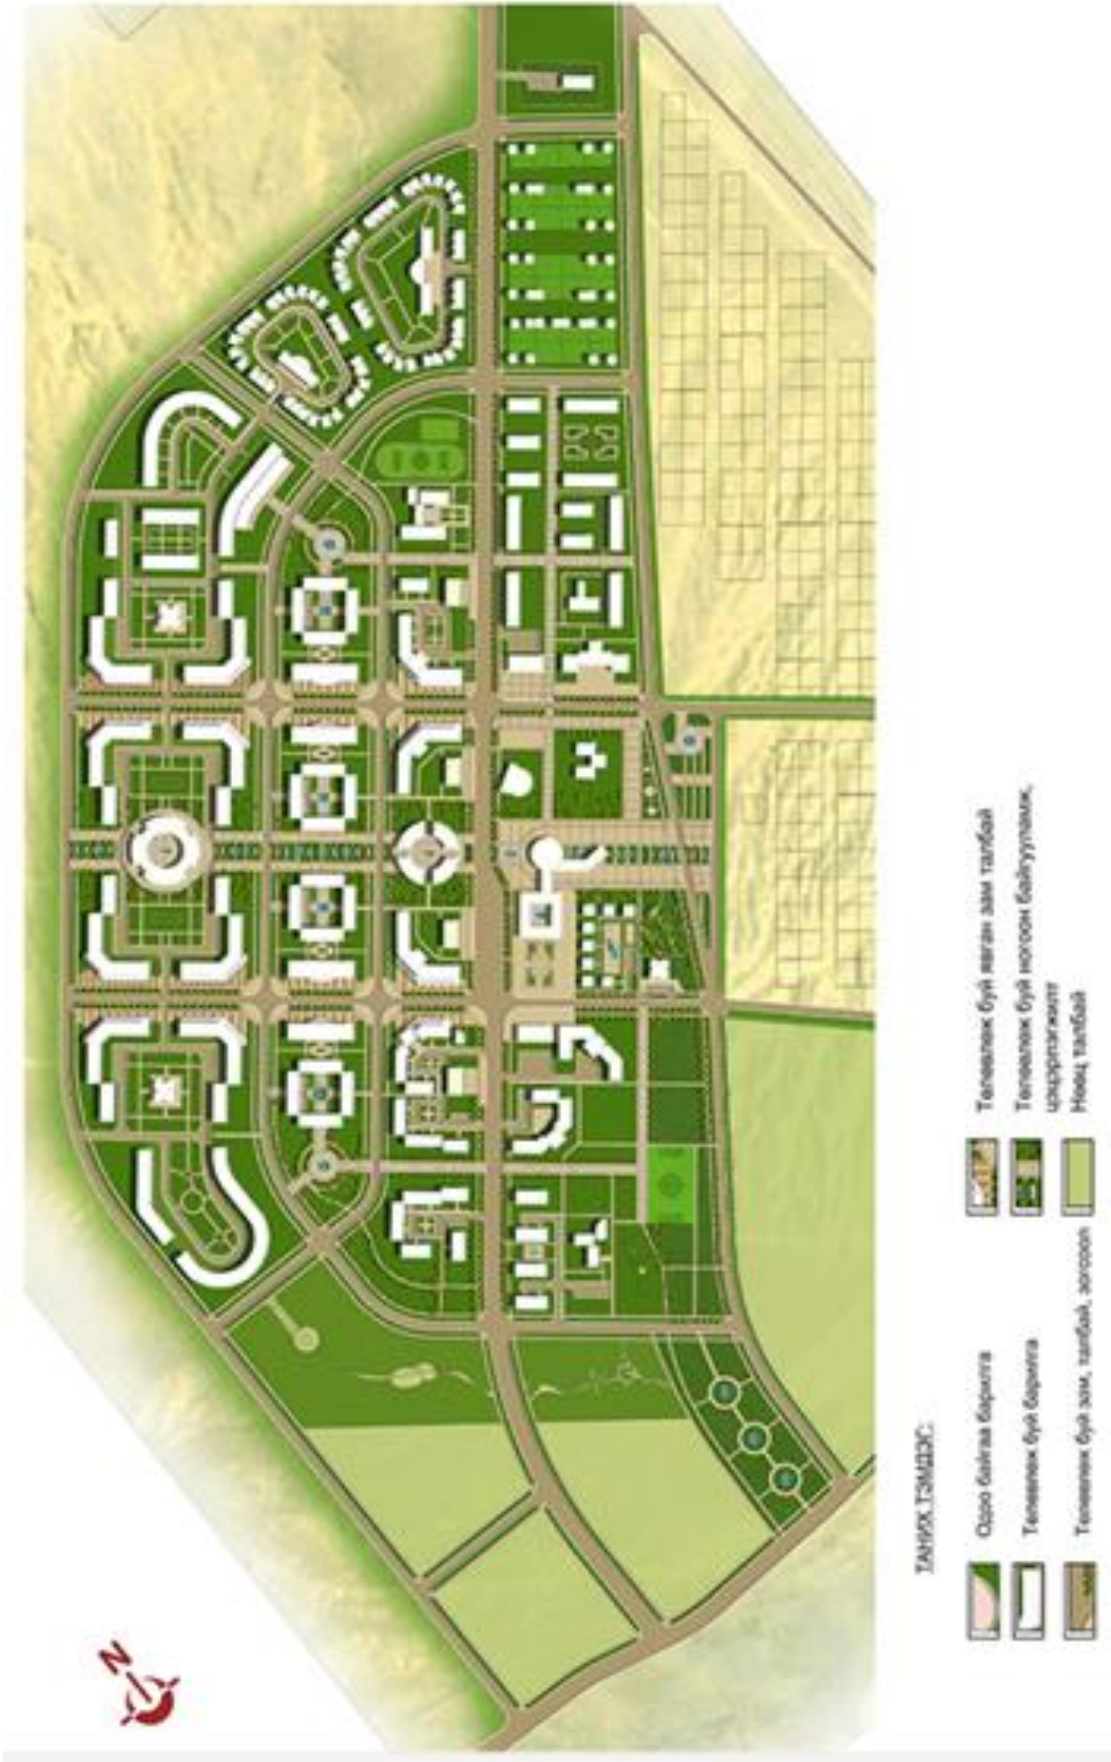 N
ТАНИХ ТЭМДЭГ:
Одоо байгаа барилга
Төлөвлөж буй барилга
Төлөвлөж буй зам, талбай, зогсоол
Төлөвлөж буй явган зам талбай
Төлөвлөж буй ногоон байгууламж,
цэцэрлэгжилт
Нөөц талбай